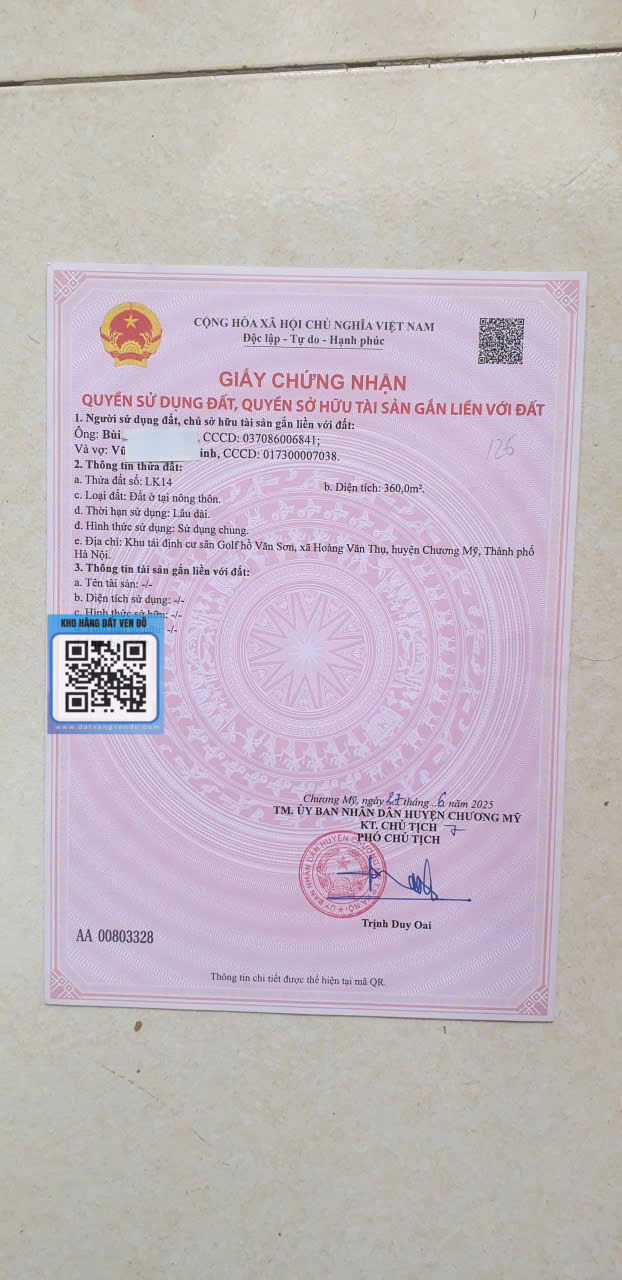 CỘNG HÒA XÃ HỘI CHỦ NGHĨA VIỆT NAM
Độc lập - Tự do - Hạnh phúc
GIẤY CHỨNG NHẬN
QUYỀN SỬ DỤNG ĐẤT, QUYỀN SỞ HỮU TÀI SẢN GẮN LIỀN VỚI ĐẤT
1. Người sử dụng đất, chủ sở hữu tài sản gắn liền với đất:
Ông: Bùi , CCCD: 037086006841;
Và vợ: Vũ inh, CCCD: 017300007038.
126
2. Thông tin thửa đất:
a. Thửa đất số: LK14
b. Diện tích: 360,0m².
c. Loại đất: Đất ở tại nông thôn.
d. Thời hạn sử dụng: Lâu dài.
đ. Hình thức sử dụng: Sử dụng chung.
e. Địa chỉ: Khu tái định cư sân Golf hồ Văn Sơn, xã Hoàng Văn Thụ, huyện Chương Mỹ, Thành phố
Hà Nội.
3. Thông tin tài sản gắn liền với đất:
a. Tên tài sản: -/-
b. Diện tích sử dụng: -/-
c. Hình thức sở hữu: -/-
-/-
KHO HÀNG ĐẤT VEN ĐÔ
www.datvangvendo.com
Chương Mỹ, ngày 27 tháng 6 năm 2025
TM. ỦY BAN NHÂN DÂN HUYỆN CHƯƠNG MỸ
KT. CHỦ TỊCH
PHÓ CHỦ TỊCH
Trịnh Duy Oai
AA 00803328
Thông tin chi tiết được thể hiện tại mã QR.